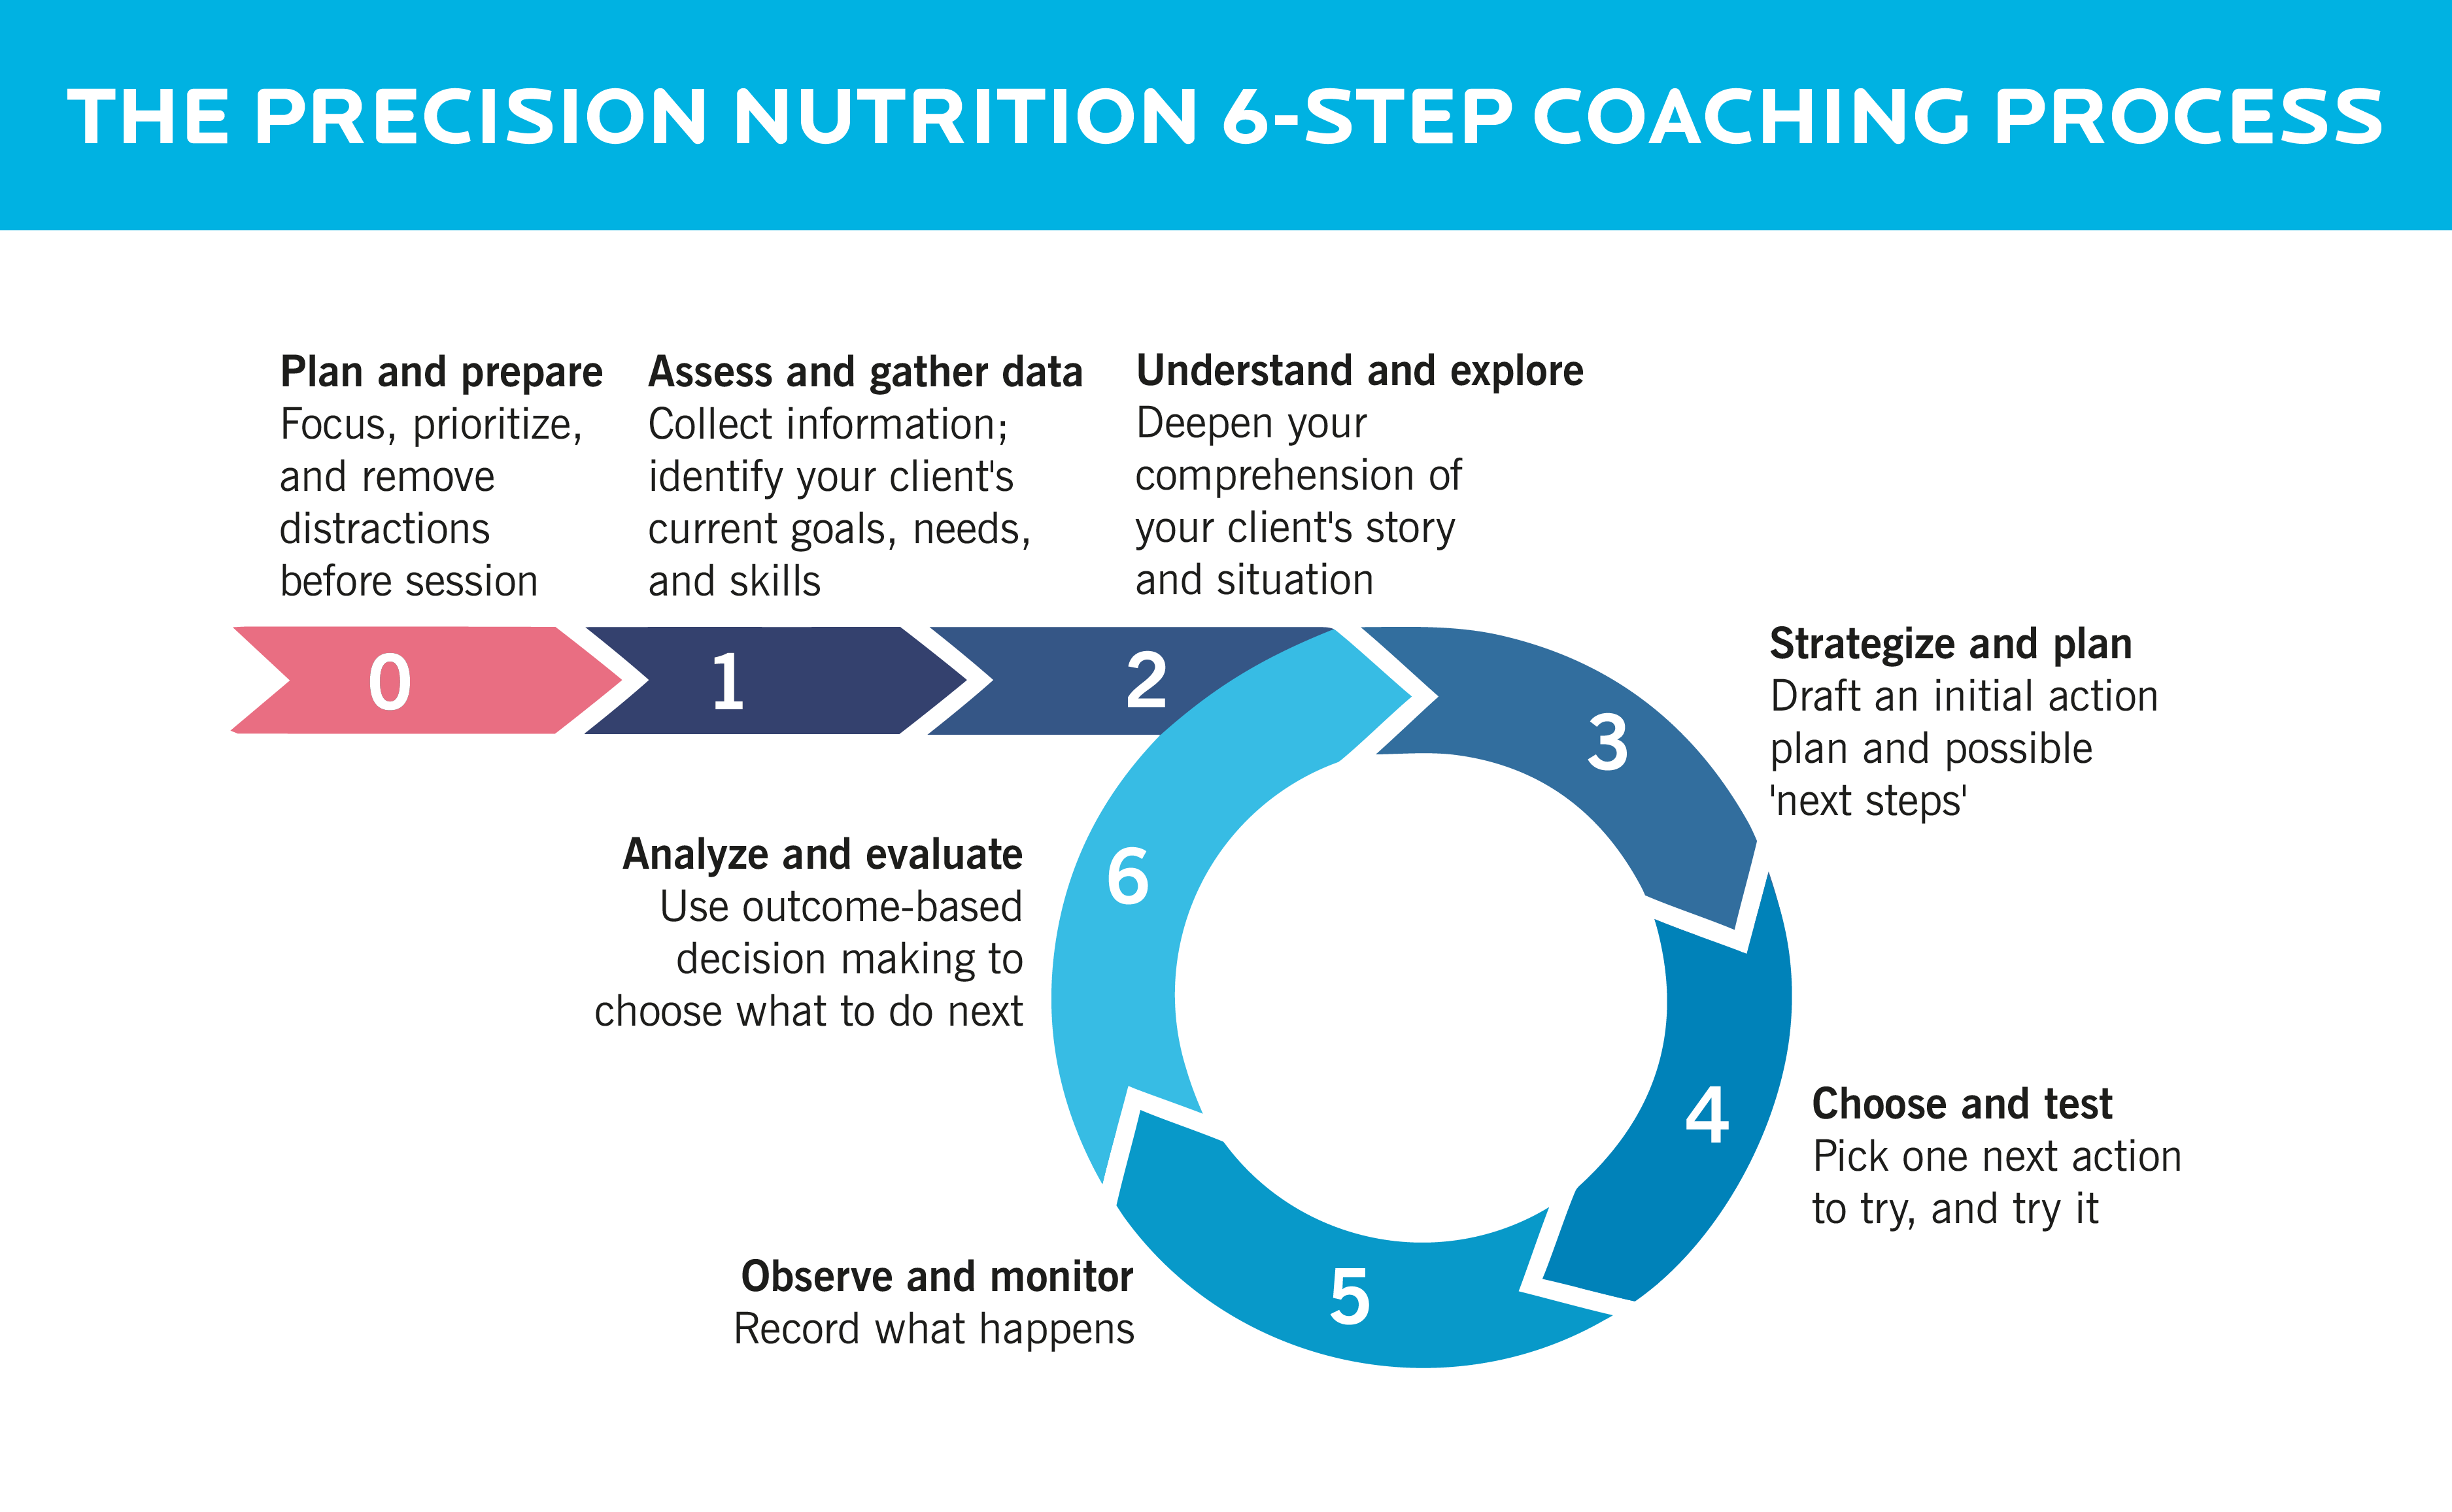 THE PRECISION NUTRITION 6-STEP COACHING PROCESS
Plan and prepare
Focus, prioritize,
and remove
distractions
before session
Assess and gather data
Collect information;
identify your client's
current goals, needs,
and skills
Understand and explore
Deepen your
comprehension of
your client's story
and situation
0
1
2
3
Strategize and plan
Draft an initial action
plan and possible
'next steps'
4
Choose and test
Pick one next action
to try, and try it
5
Observe and monitor
Record what happens
6
Analyze and evaluate
Use outcome-based
decision making to
choose what to do next